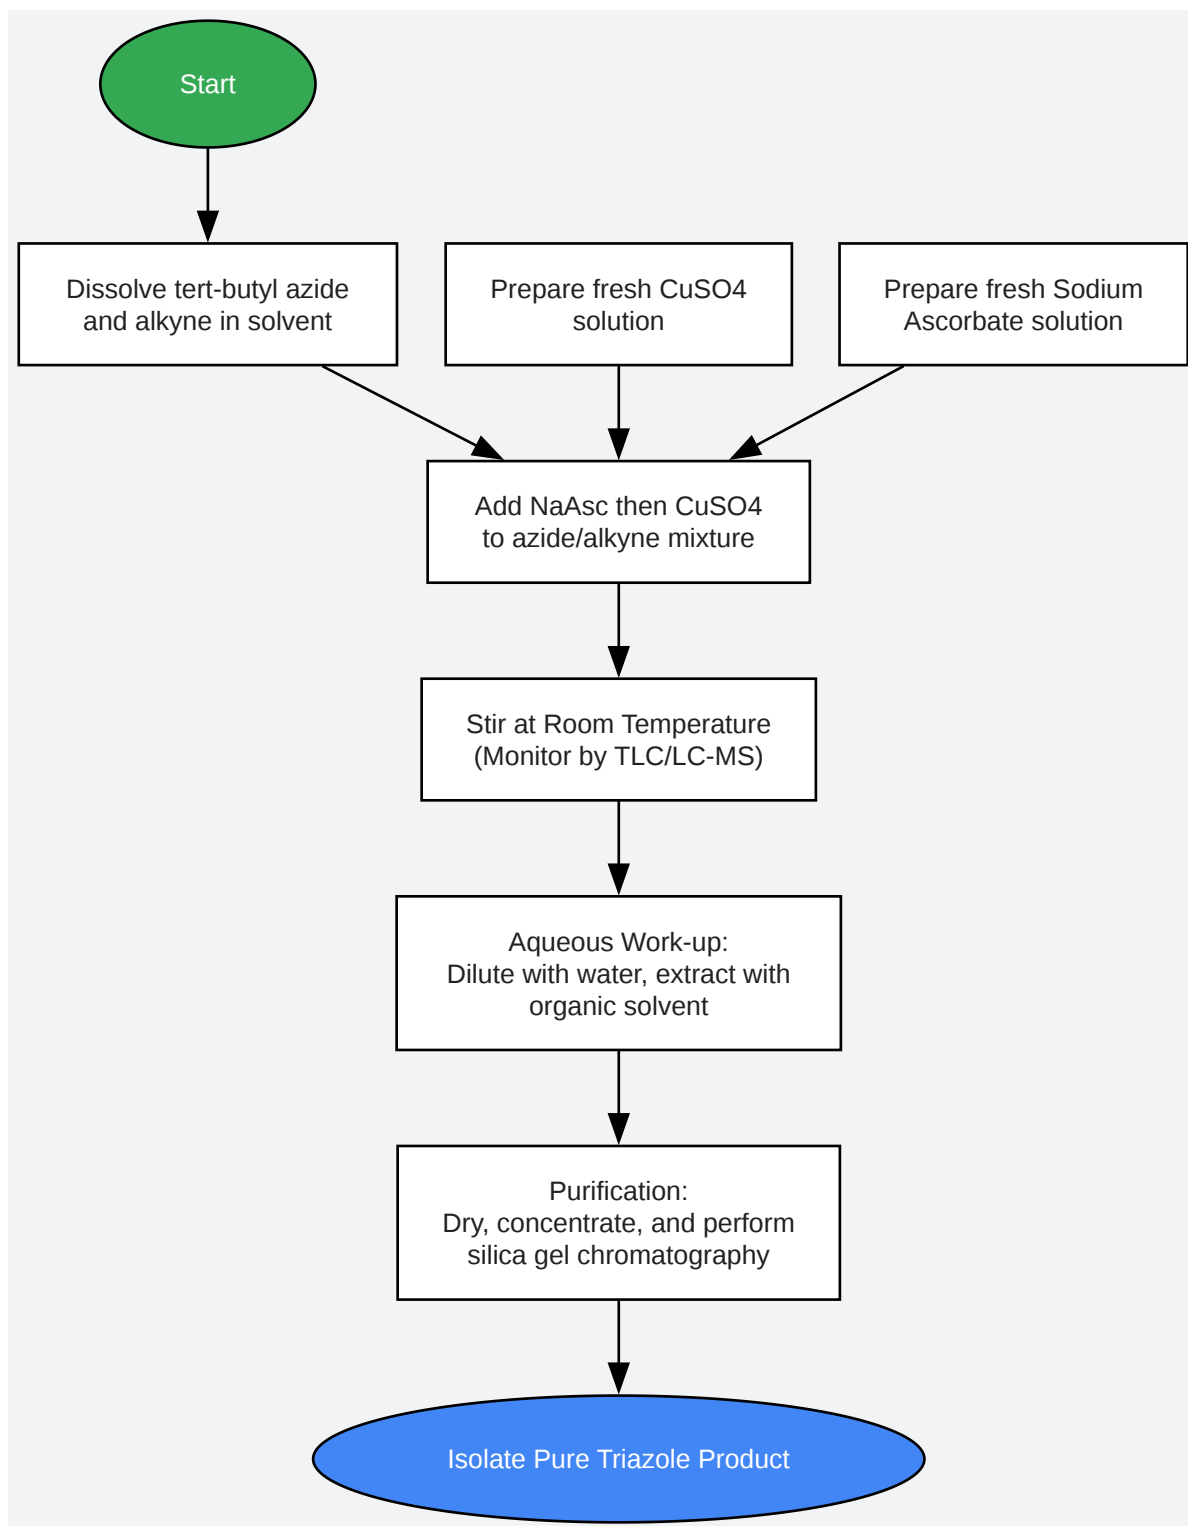 Start
Dissolve tert-butyl azide
and alkyne in solvent
Prepare fresh CuSO4
solution
Prepare fresh Sodium
Ascorbate solution
Add NaAsc then CuSO4
to azide/alkyne mixture
Stir at Room Temperature
(Monitor by TLC/LC-MS)
Aqueous Work-up:
Dilute with water, extract with
organic solvent
Purification:
Dry, concentrate, and perform
silica gel chromatography
Isolate Pure Triazole Product